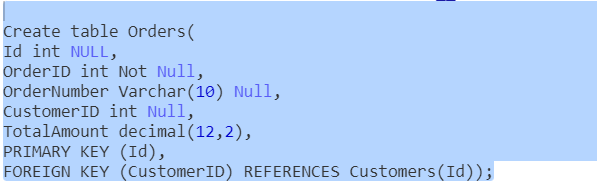 Create table Orders(
Id int NULL,
OrderID int Not Null,
OrderNumber Varchar(10) Null,
CustomerID int Null,
TotalAmount decimal(12,2),
PRIMARY KEY (Id),
FOREIGN KEY (CustomerID) REFERENCES Customers(Id));